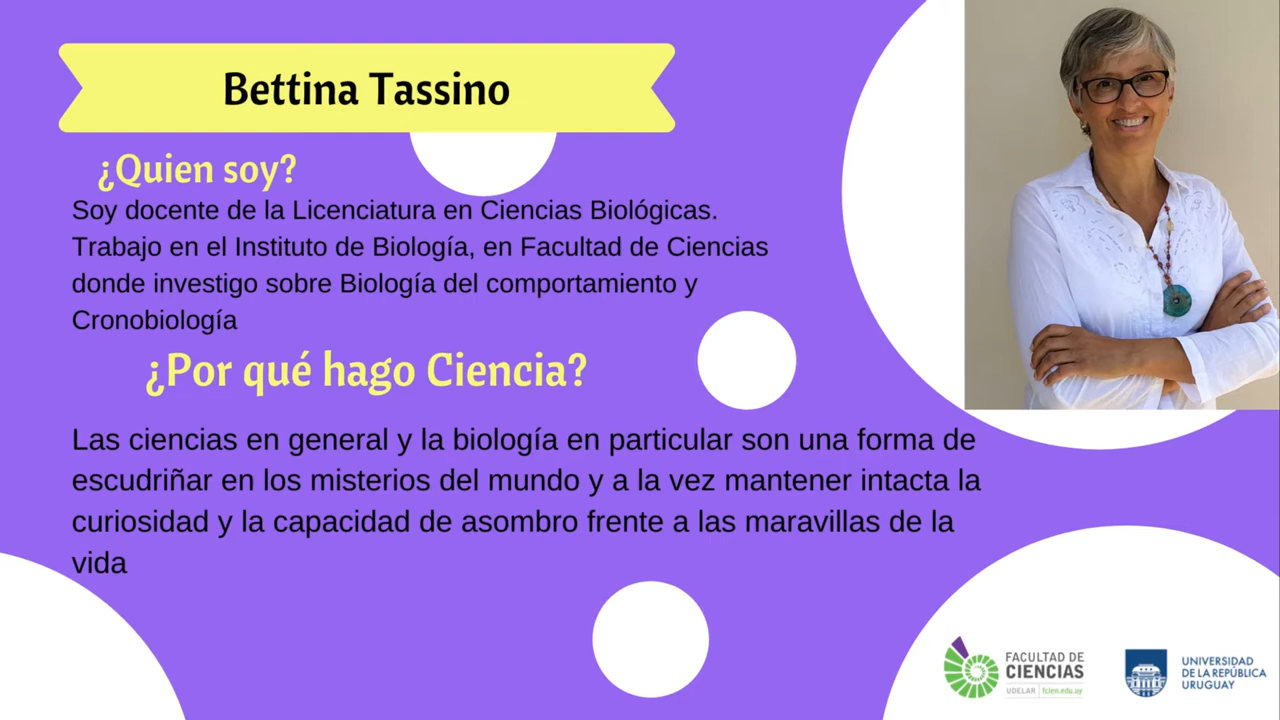 Bettina Tassino
¿Quien soy?
Soy docente de la Licenciatura en Ciencias Biológicas.
Trabajo en el Instituto de Biología, en Facultad de Ciencias
donde investigo sobre Biología del comportamiento y
Cronobiología
¿Por qué hago Ciencia?
Las ciencias en general y la biología en particular son una forma de
escudriñar en los misterios del mundo y a la vez mantener intacta la
curiosidad y la capacidad de asombro frente a las maravillas de la
vida
FACULTAD DE
CIENCIAS
UDELAR | fcien.edu.uy
UNIVERSIDAD
DE LA REPÚBLICA
URUGUAY